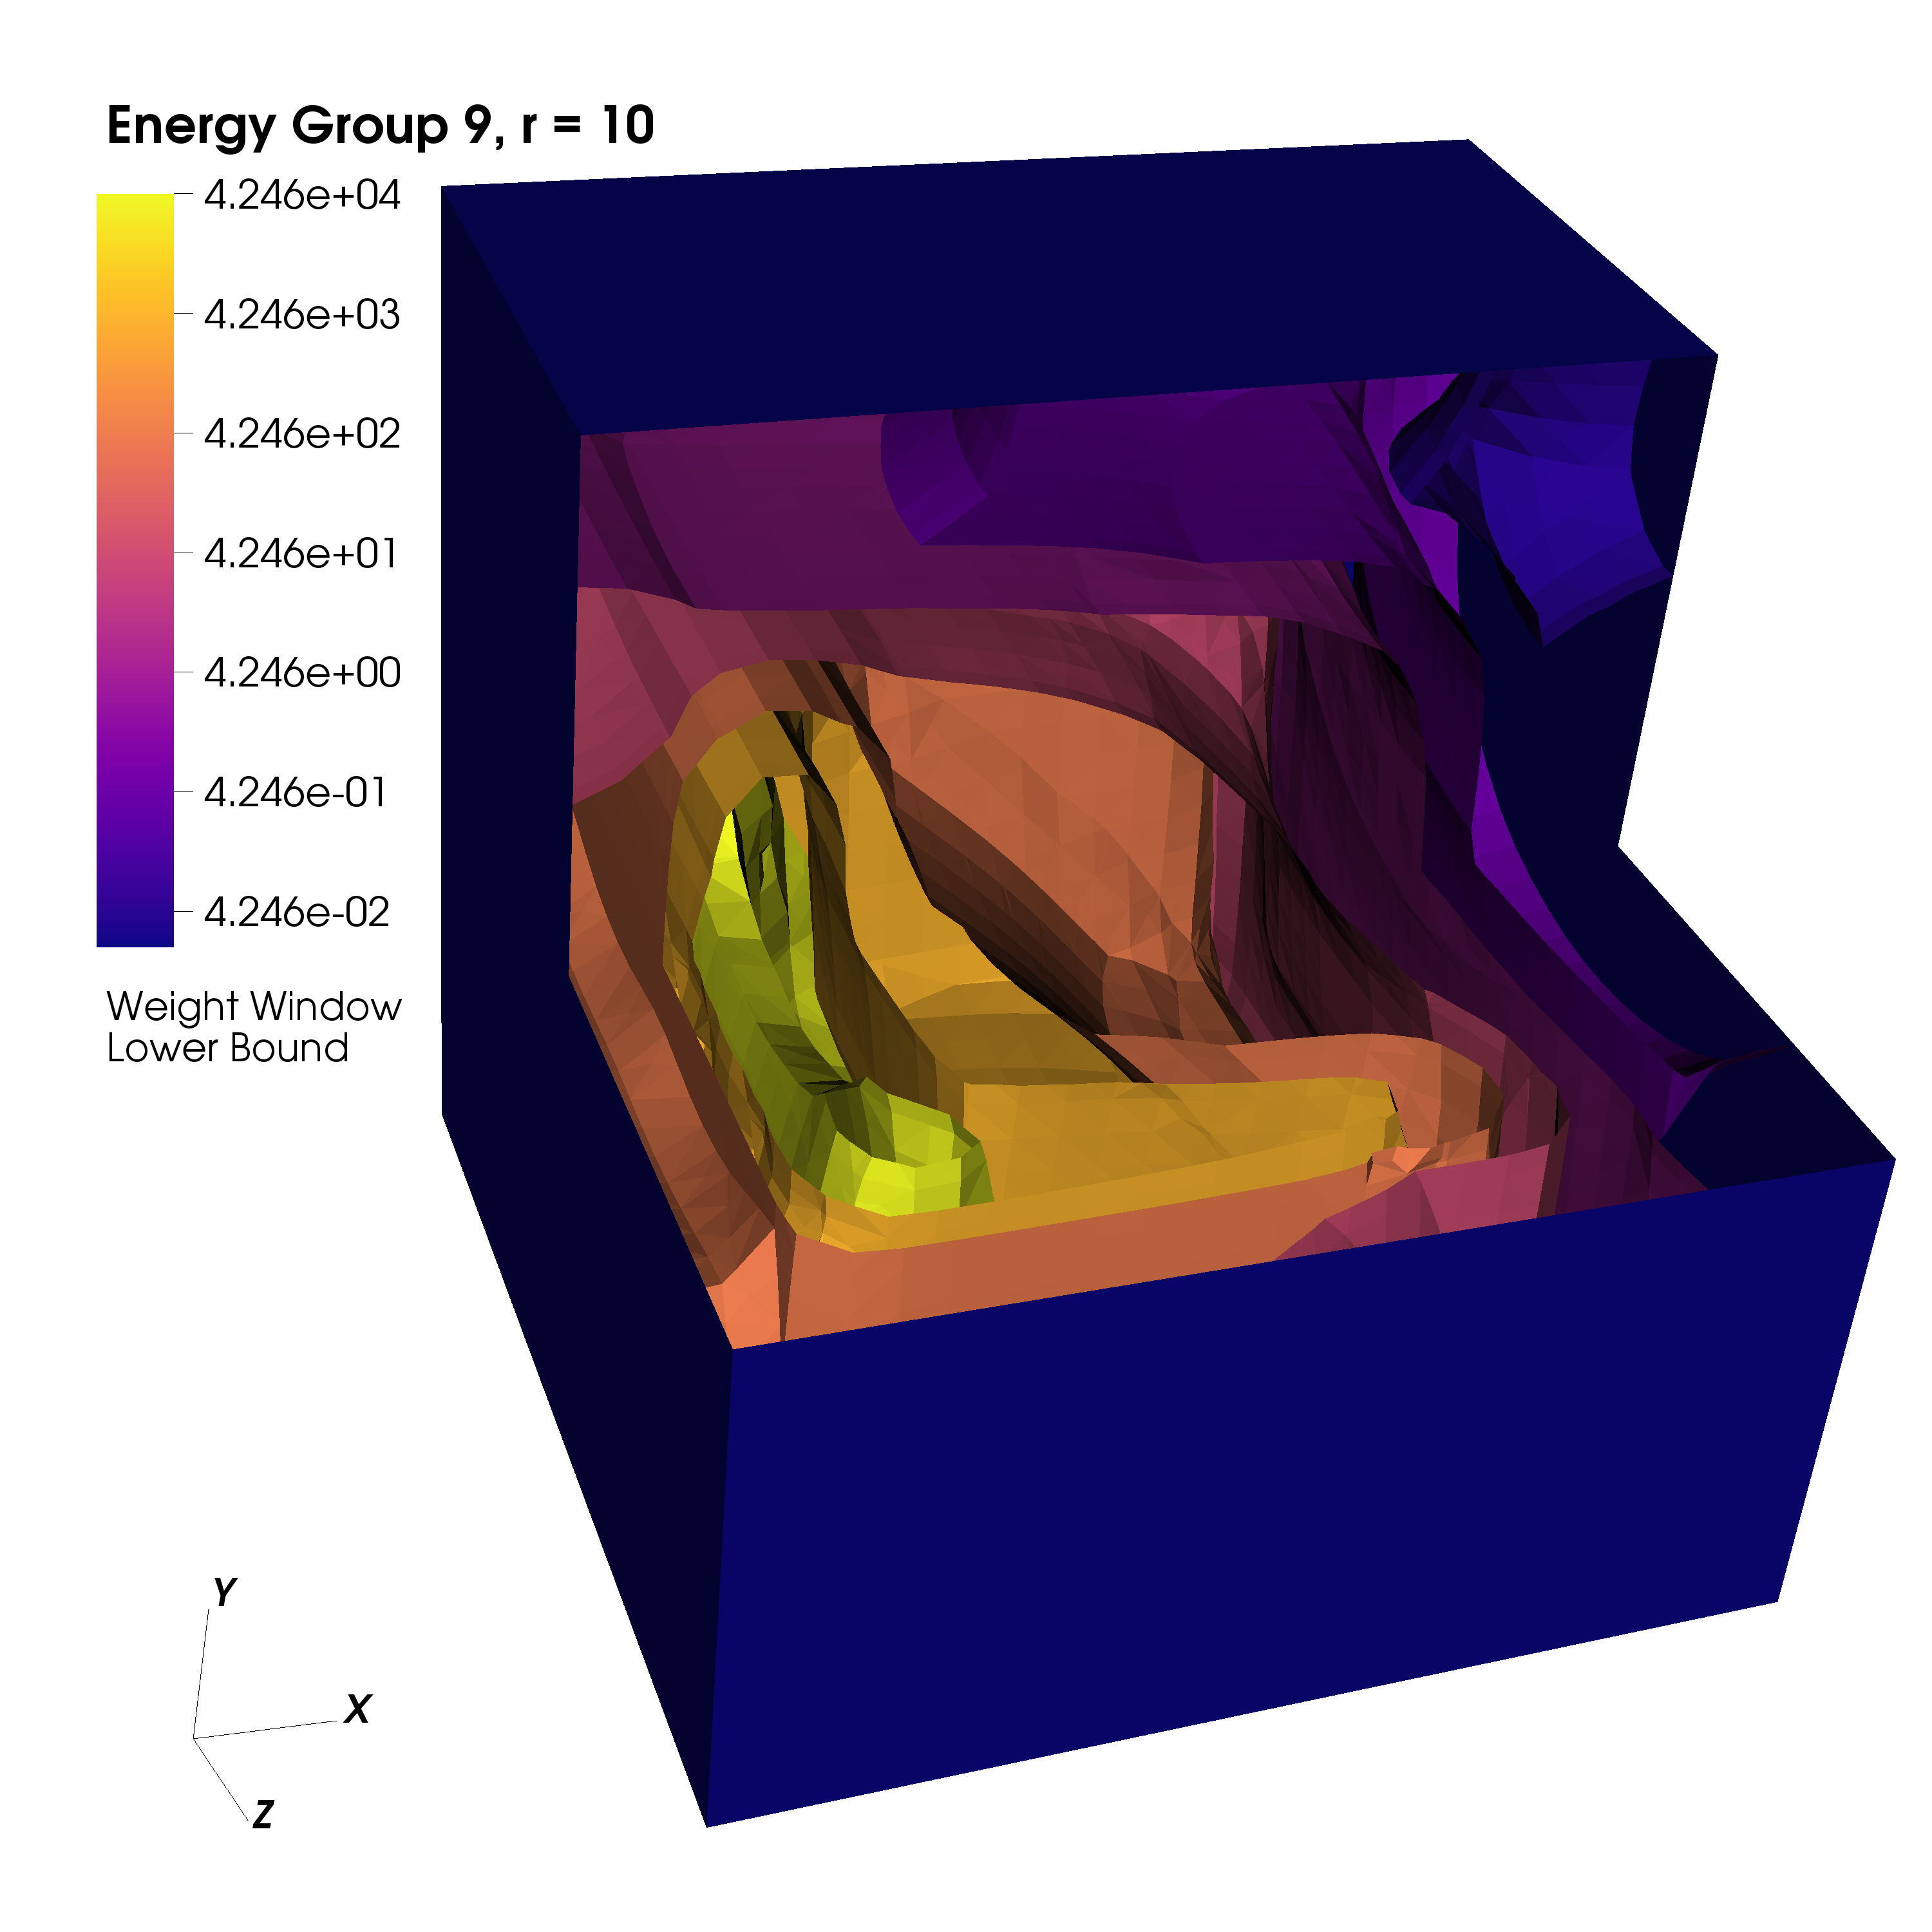 Energy Group 9, r = 10
4.246e+04
4.246e+03
4.246e+02
4.246e+01
4.246e+00
4.246e-01
4.246e-02
Weight Window
Lower Bound
Y
X
Z